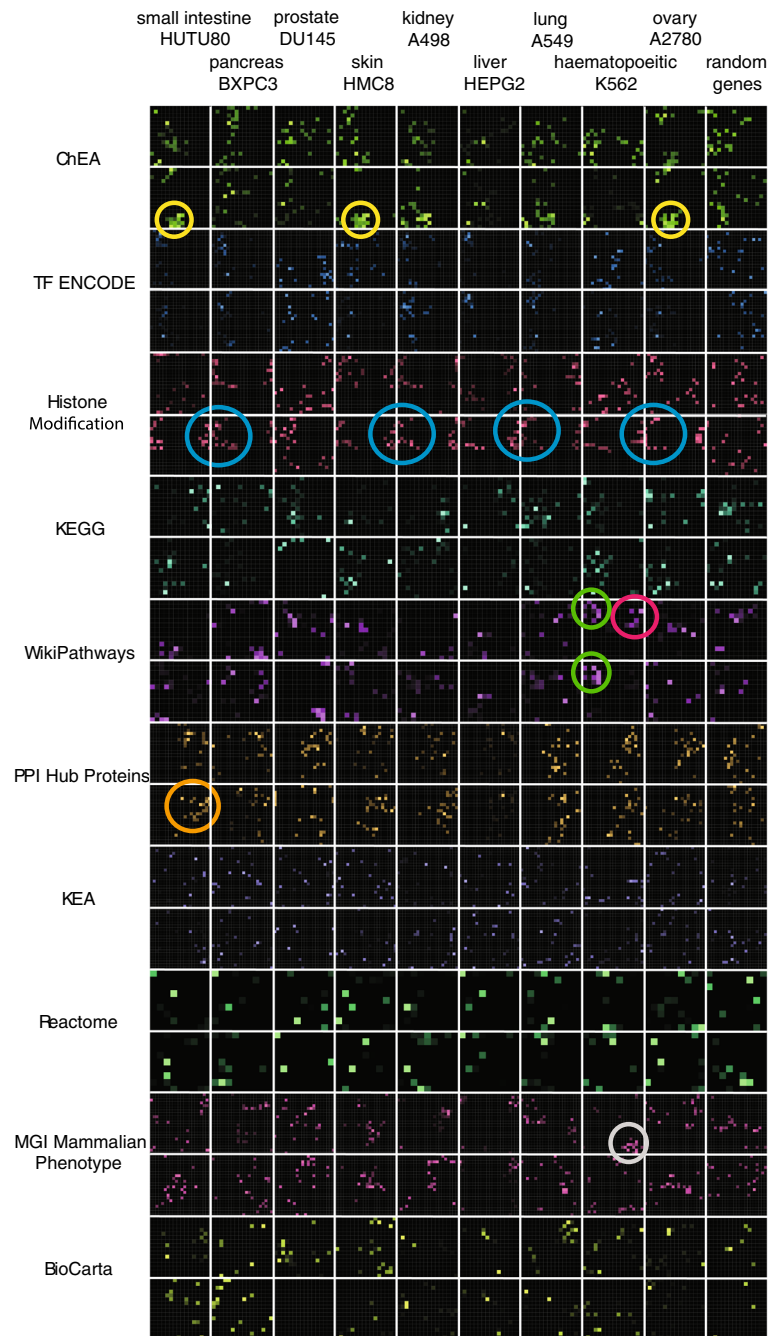 small intestine prostate kidney lung ovary
HUTU80 DU145 A498 A549 A2780
pancreas skin liver haematopoeitic random
BXPC3 HMC8 HEPG2 K562 genes
ChEA
TF ENCODE
Histone
Modification
KEGG
WikiPathways
PPI Hub Proteins
KEA
Reactome
MGI Mammalian
Phenotype
BioCarta